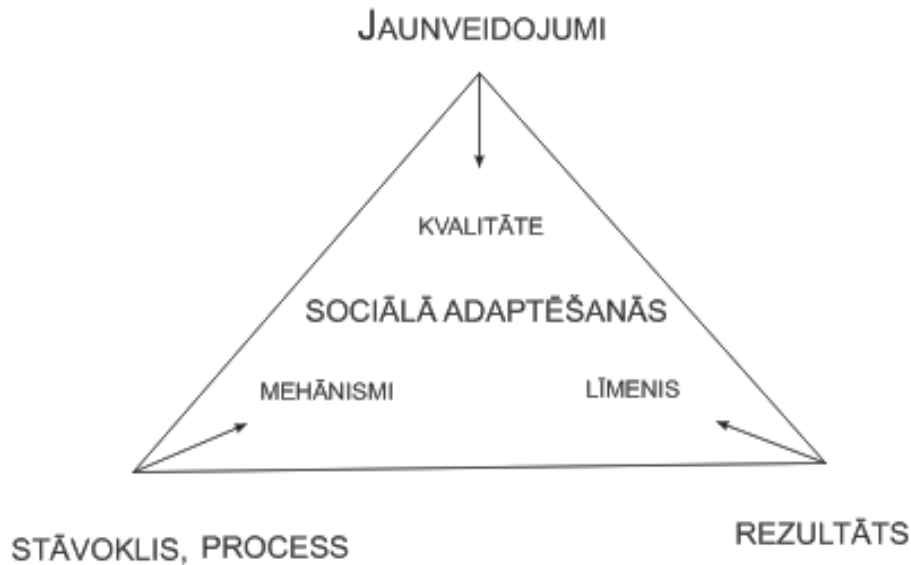 JAUNVEIDOJUMI
KVALITĀTE
SOCIĀLĀ ADAPTĒŠANĀS
MEHĀNISMI
LĪMENIS
STĀVOKLIS, PROCESS
REZULTĀTS